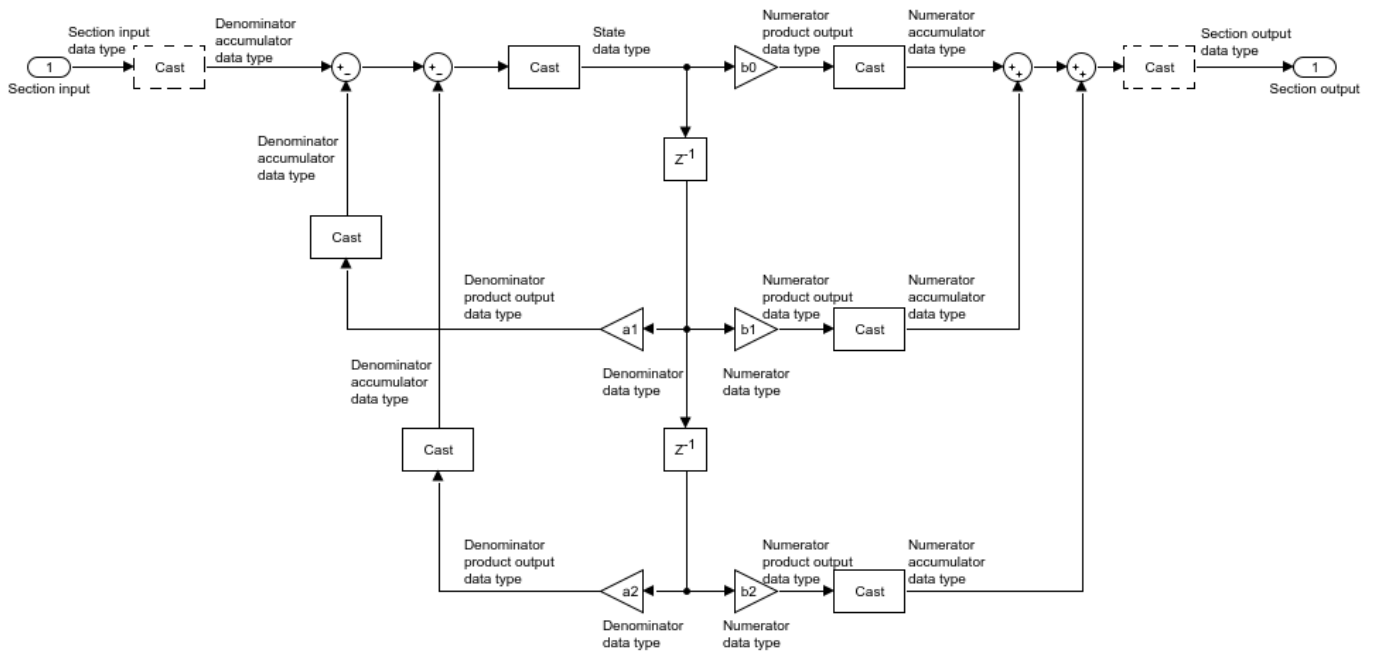 Section input
data type
1
Section input
Cast
Denominator
accumulator
data type
+
−
+
−
Cast
State
data type
b0
Numerator
product output
data type
Cast
Numerator
accumulator
data type
+
+
+
+
Cast
Section output
data type
1
Section output
Denominator
accumulator
data type
Z-1
Cast
Denominator
product output
data type
a1
b1
Numerator
product output
data type
Cast
Numerator
accumulator
data type
Denominator
accumulator
data type
Denominator
data type
Numerator
data type
Cast
Z-1
Denominator
product output
data type
a2
b2
Numerator
product output
data type
Cast
Numerator
accumulator
data type
Denominator
data type
Numerator
data type